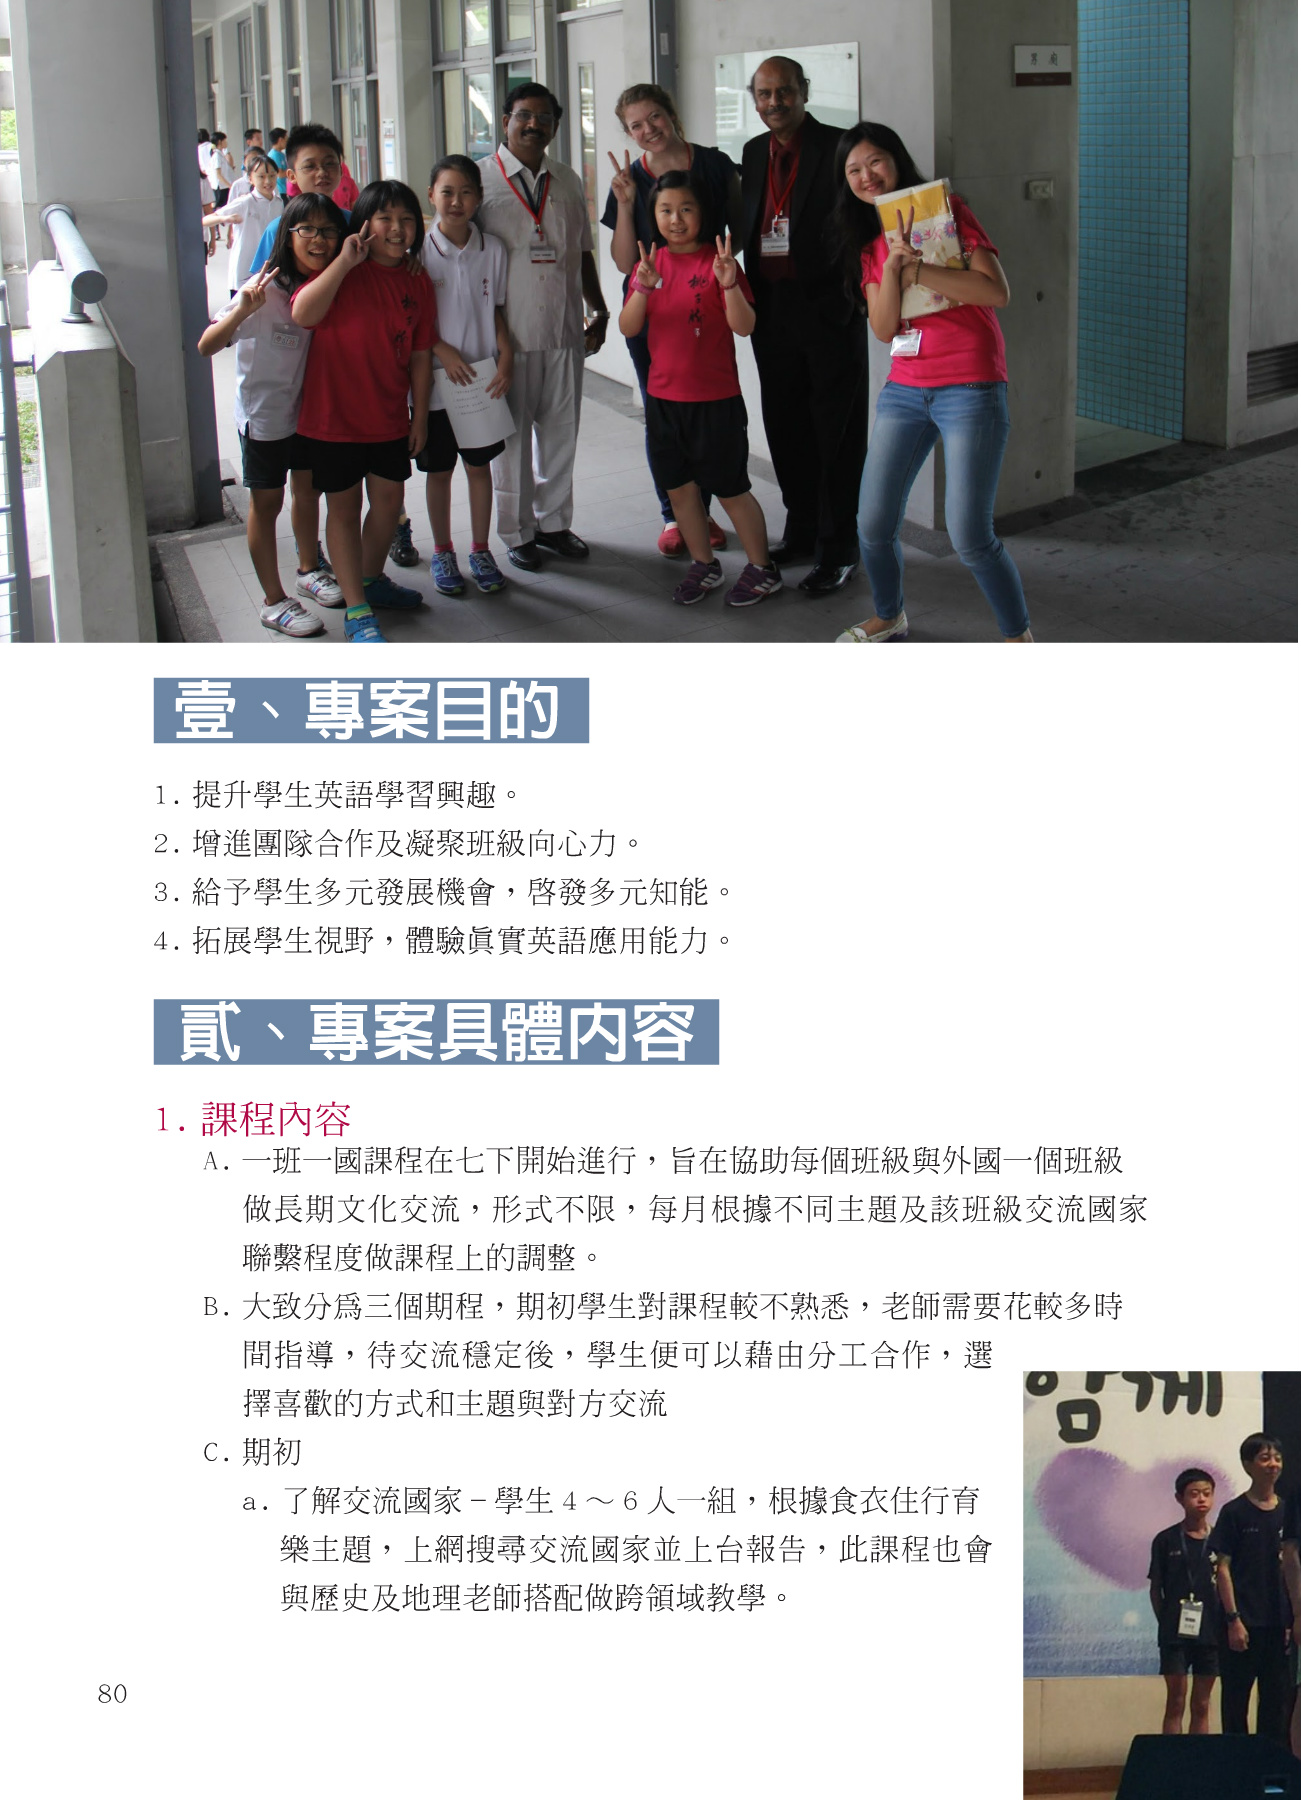 男廁
壹、專案目的
1. 提升學生英語學習興趣。
2. 增進團隊合作及凝聚班級向心力。
3. 給予學生多元發展機會，啓發多元知能。
4. 拓展學生視野，體驗眞實英語應用能力。
貳、專案具體內容
1. 課程內容
A. 一班一國課程在七下開始進行，旨在協助每個班級與外國一個班級
做長期文化交流，形式不限，每月根據不同主題及該班級交流國家
聯繫程度做課程上的調整。
B. 大致分爲三個期程，期初學生對課程較不熟悉，老師需要花較多時
間指導，待交流穩定後，學生便可以藉由分工合作，選
擇喜歡的方式和主題與對方交流
C. 期初
a. 了解交流國家－學生 4 ～ 6 人一組，根據食衣住行育
樂主題，上網搜尋交流國家並上台報告，此課程也會
與歷史及地理老師搭配做跨領域教學。
80